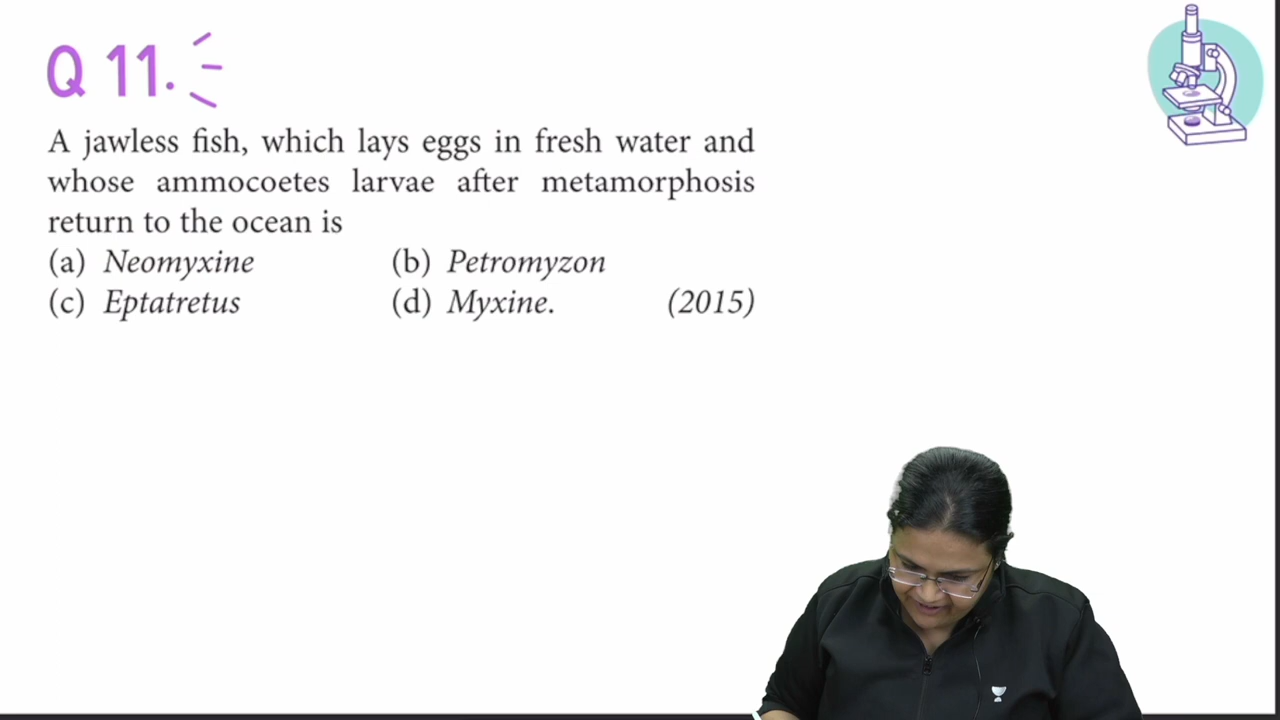 Q 11.
A jawless fish, which lays eggs in fresh water and
whose ammocoetes larvae after metamorphosis
return to the ocean is
(a) Neomyxine (b) Petromyzon
(c) Eptatretus (d) Myxine. (2015)